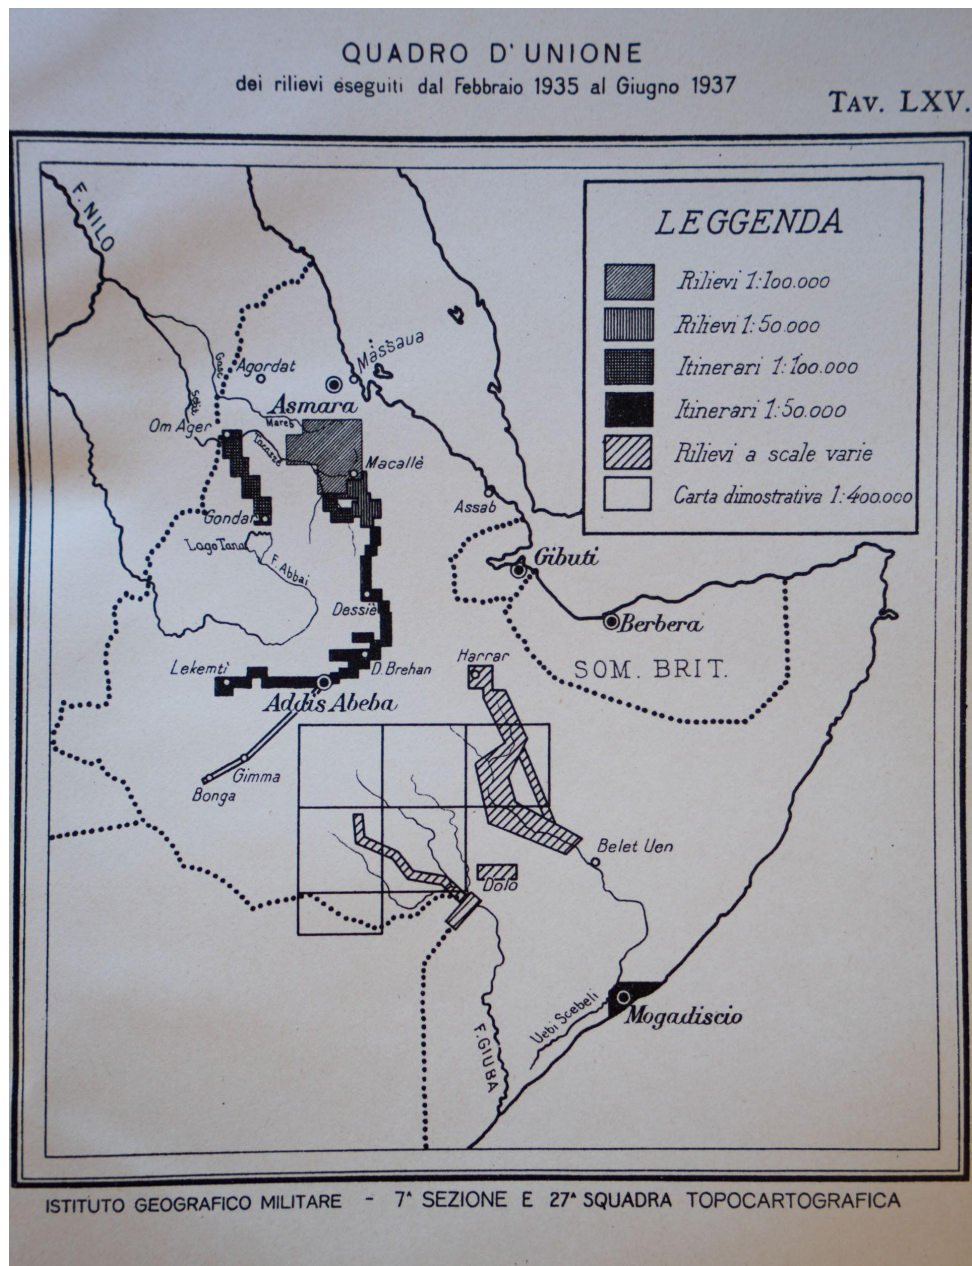 QUADRO D'UNIONE
dei rilievi eseguiti dal Febbraio 1935 al Giugno 1937
TAV. LXV.
LEGGENDA
Rilievi 1:100.000
Rilievi 1:50.000
Itinerari 1:100.000
Itinerari 1:50.000
Rilievi a scale varie
Carta dimostrativa 1:400.000
F. NILO
Gasc
Agordat
Màssaua
Setit
Asmara
Mareb
Om Ager
Tacazzè
Macallè
Gondar
Assab
Lago Tana
F. Abbai
Gibuti
Dessiè
Berbera
Lekemti
D. Brehan
Harrar
SOM. BRIT.
Addis Abeba
Gimma
Bonga
Belet Uen
Dolo
Uebi Scebeli
Mogadiscio
F. GIUBA
ISTITUTO GEOGRAFICO MILITARE - 7ª SEZIONE E 27ª SQUADRA TOPOCARTOGRAFICA